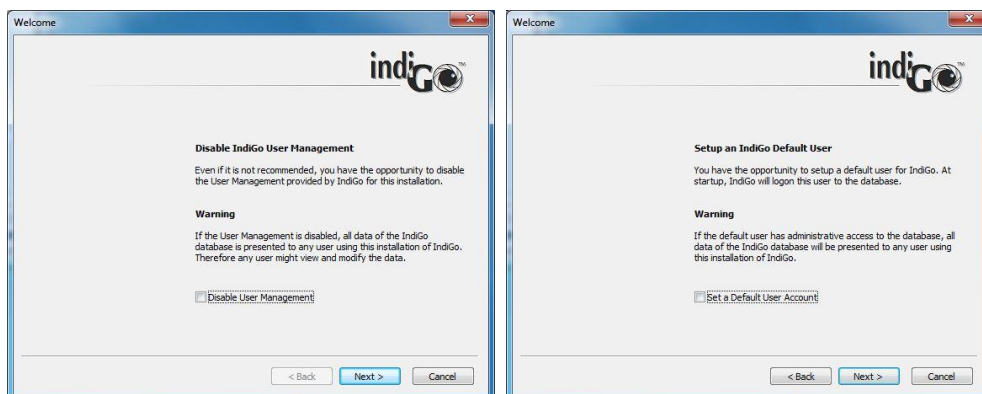 Welcome
indiGo™
Disable IndiGo User Management
Even if it is not recommended, you have the opportunity to disable
the User Management provided by IndiGo for this installation.
Warning
If the User Management is disabled, all data of the IndiGo
database is presented to any user using this installation of IndiGo.
Therefore any user might view and modify the data.
Disable User Management
< Back
Next >
Cancel
Welcome
indiGo™
Setup an IndiGo Default User
You have the opportunity to setup a default user for IndiGo. At
startup, IndiGo will logon this user to the database.
Warning
If the default user has administrative access to the database, all
data of the IndiGo database will be presented to any user using
this installation of IndiGo.
Set a Default User Account
< Back
Next >
Cancel